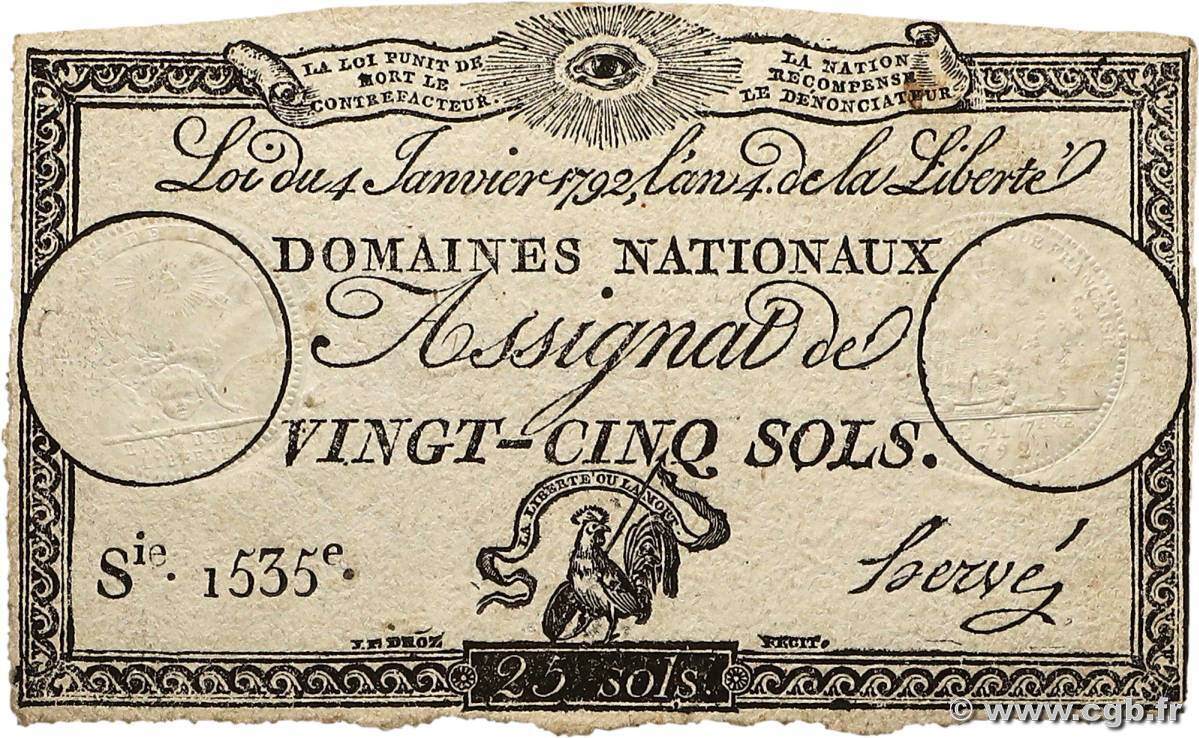 LA LOI PUNIT DE
MORT LE
CONTREFACTEUR.
LA NATION
RECOMPENSE
LE DENONCIATEUR
Loi du 4 Janvier 1792, l'an 4. de la Liberté
DOMAINES NATIONAUX
Assignat de
VINGT-CINQ SOLS.
LA LIBERTÉ OU LA MORT
Sie. 1535e.
hervé
J.P. DROZ
FECIT.
25 sols.
© www.cgb.fr